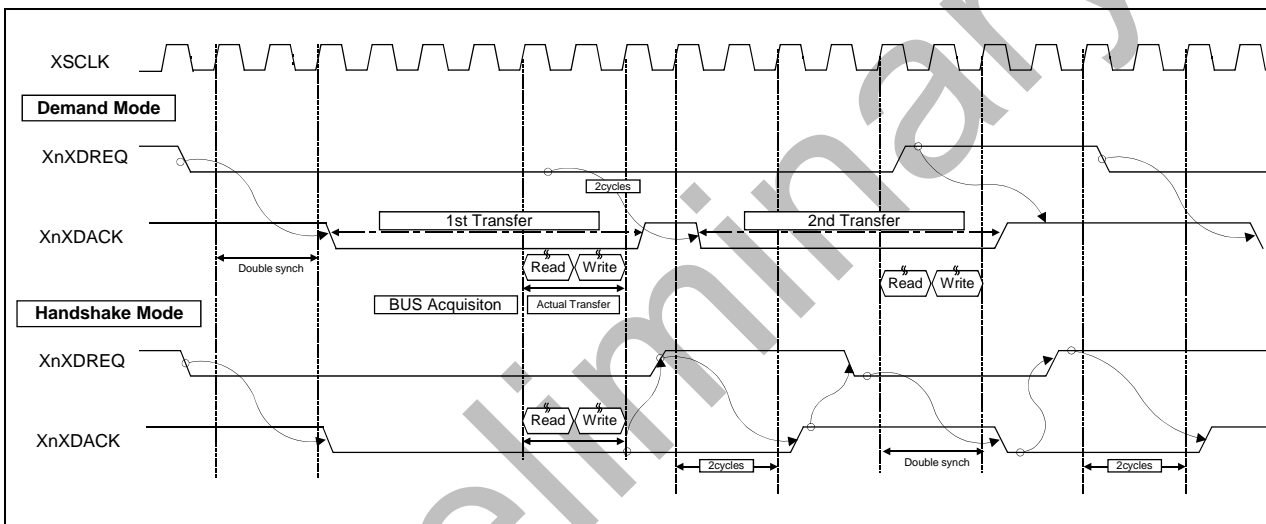 XSCLK
Demand Mode
XnXDREQ
2cycles
1st Transfer
2nd Transfer
XnXDACK
Double synch
Read Write
Read Write
BUS Acquisiton
Actual Transfer
Handshake Mode
XnXDREQ
Read Write
XnXDACK
2cycles
Double synch
2cycles
eliminary